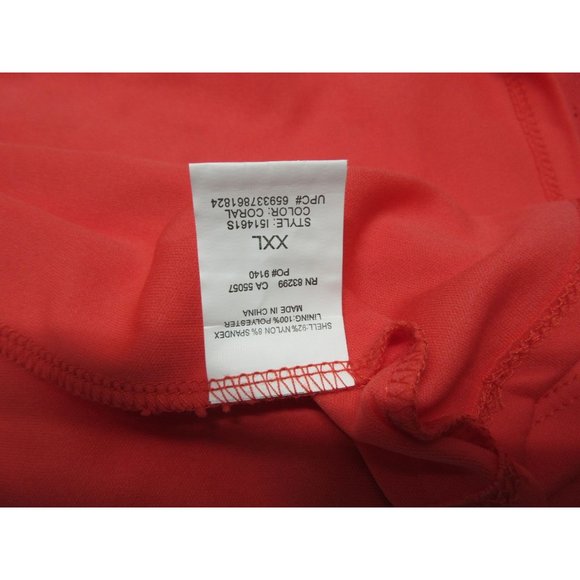 SHELL:92% NYLON 8% SPANDEX
LINING:100% POLYESTER
MADE IN CHINA
RN 83299 CA 55057
PO# 9140
XXL
STYLE: I51461S
COLOR: CORAL
UPC# 659337861824